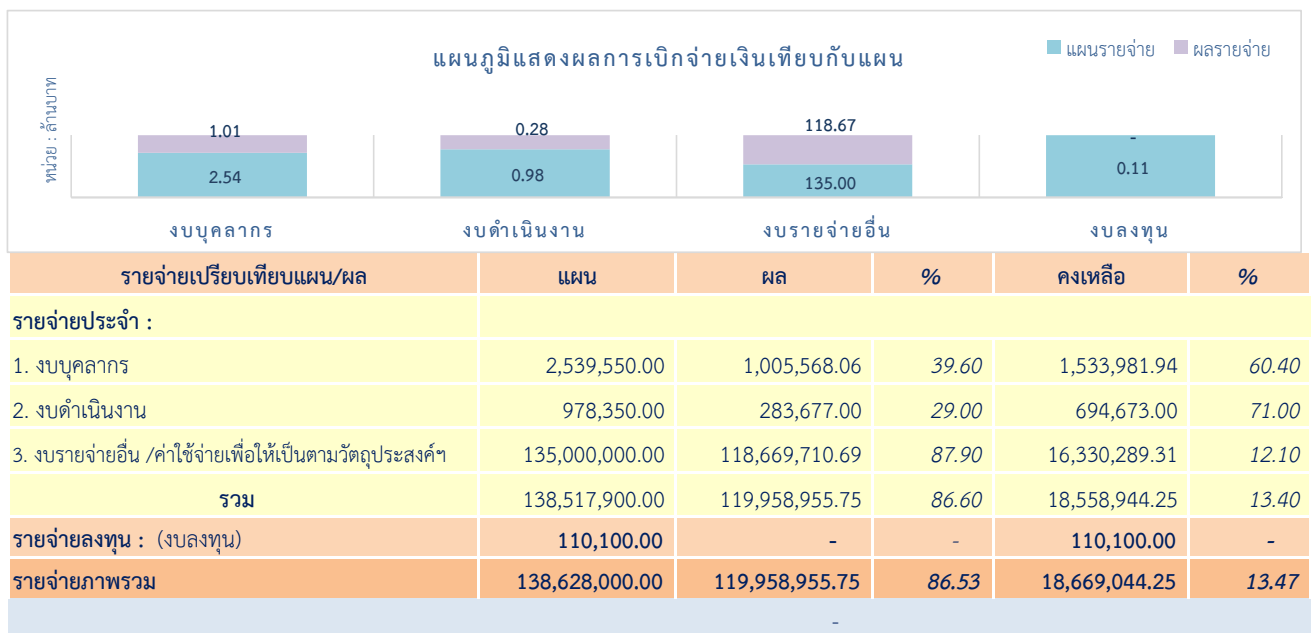 แผนภูมิแสดงผลการเบิกจ่ายเงินเทียบกับแผน
แผนรายจ่าย ผลรายจ่าย
หน่วย : ล้านบาท
1.01 0.28 118.67 -
2.54 0.98 135.00 0.11
งบบุคลากร งบดำเนินงาน งบรายจ่ายอื่น งบลงทุน
รายจ่ายเปรียบเทียบแผน/ผล แผน ผล % คงเหลือ %
รายจ่ายประจำ :
1. งบบุคลากร 2,539,550.00 1,005,568.06 39.60 1,533,981.94 60.40
2. งบดำเนินงาน 978,350.00 283,677.00 29.00 694,673.00 71.00
3. งบรายจ่ายอื่น /ค่าใช้จ่ายเพื่อให้เป็นตามวัตถุประสงค์ฯ 135,000,000.00 118,669,710.69 87.90 16,330,289.31 12.10
รวม 138,517,900.00 119,958,955.75 86.60 18,558,944.25 13.40
รายจ่ายลงทุน : (งบลงทุน) 110,100.00 - - 110,100.00 -
รายจ่ายภาพรวม 138,628,000.00 119,958,955.75 86.53 18,669,044.25 13.47
-